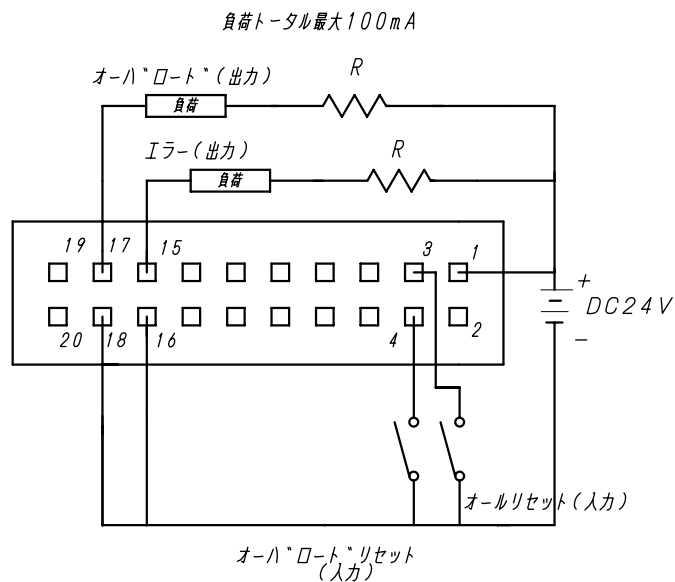 負荷トータル最大100mA
オーバーロード(出力)
R
負荷
エラー(出力)
R
負荷
19 17 15 3 1
+
DC24V
20 18 16 4 2
-
オールリセット(入力)
オーバーロードリセット
(入力)